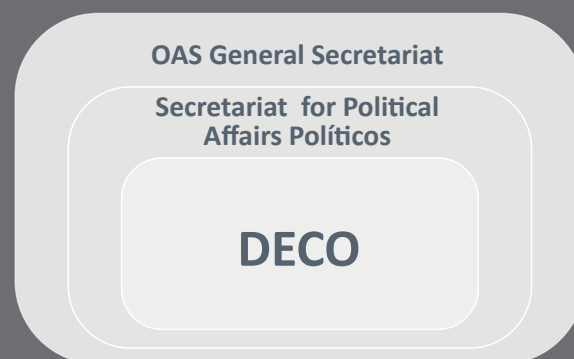 OAS General Secretariat
Secretariat for Political
Affairs Políticos
DECO